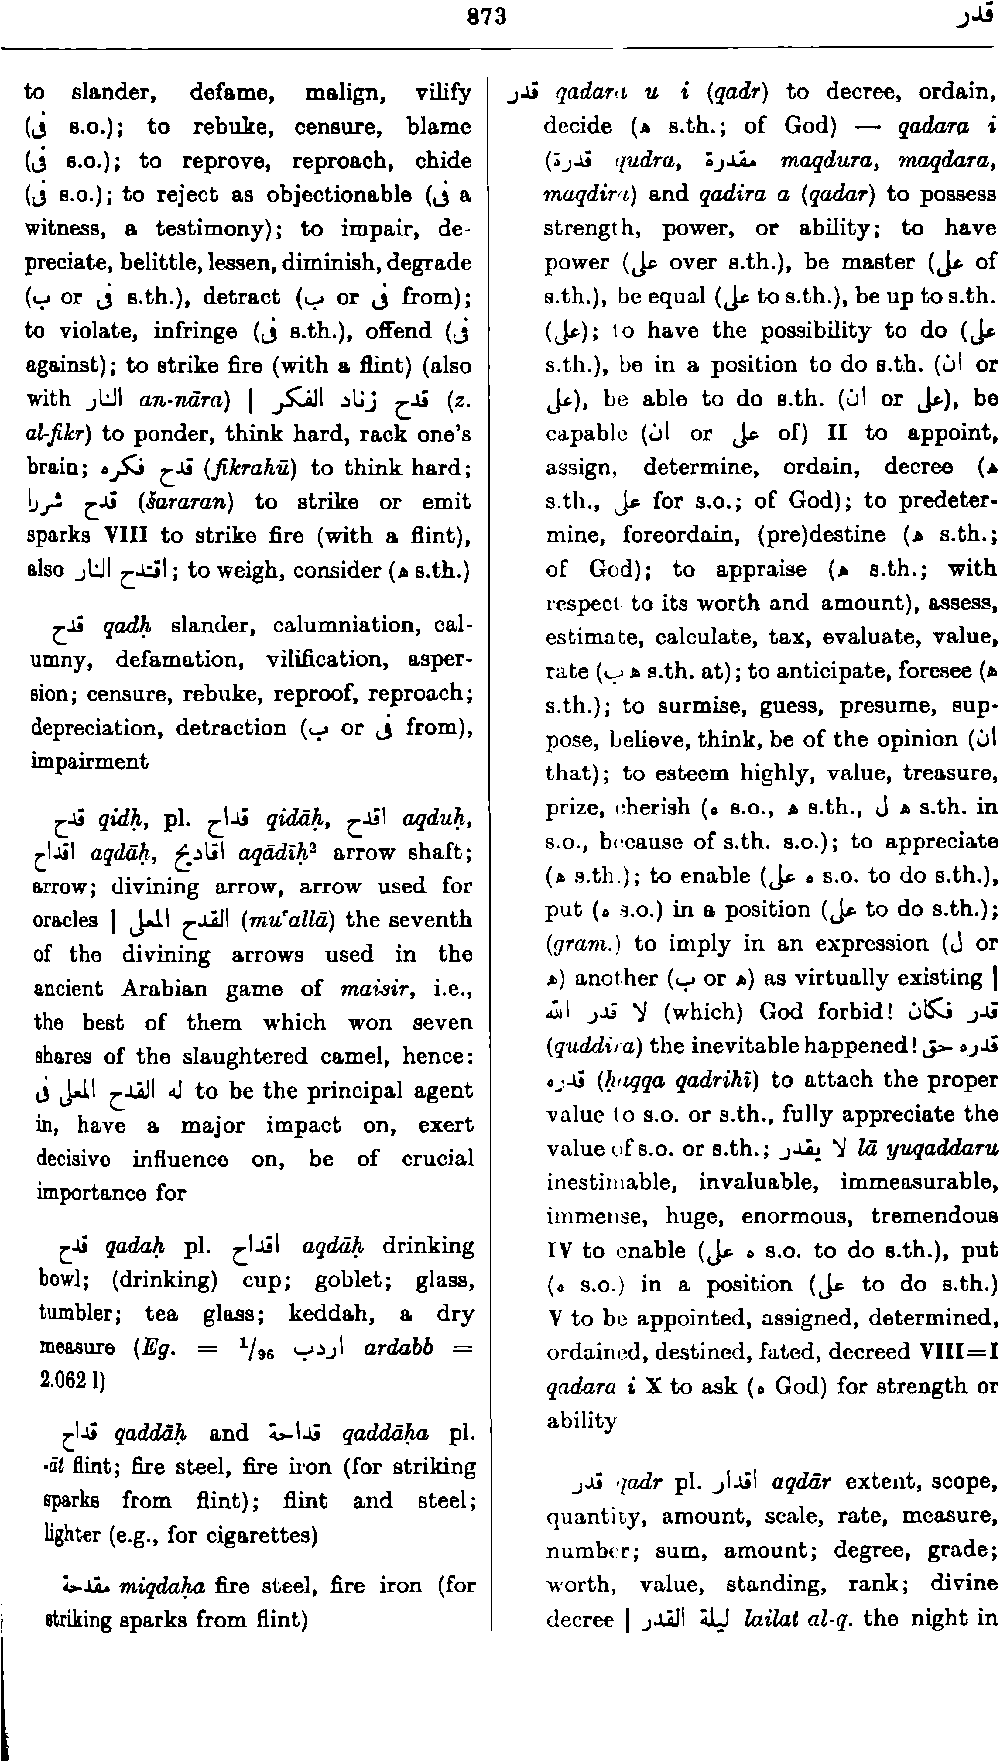 873
قدر
to slander, defame, malign, vilify
(فى s.o.); to rebuke, censure, blame
(فى s.o.); to reprove, reproach, chide
(فى s.o.); to reject as objectionable (فى a
witness, a testimony); to impair, de-
preciate, belittle, lessen, diminish, degrade
(ب or فى s.th.), detract (ب or فى from);
to violate, infringe (فى s.th.), offend (فى
against); to strike fire (with a flint) (also
with النار an-nāra) | قدح زناد الفكر (z.
al-fikr) to ponder, think hard, rack one's
brain; قدح فكره (fikrahū) to think hard;
قدح شررا (šararan) to strike or emit
sparks VIII to strike fire (with a flint),
also اقتدح النار; to weigh, consider (ه s.th.)
قدح qadḥ slander, calumniation, cal-
umny, defamation, vilification, asper-
sion; censure, rebuke, reproof, reproach;
depreciation, detraction (ب or فى from),
impairment
قدح qidḥ, pl. قداح qidāḥ, اقدح aqduḥ,
اقداح aqdāḥ, اقاديح aqādīḥ² arrow shaft;
arrow; divining arrow, arrow used for
oracles | القدح المعلى (mu‘allā) the seventh
of the divining arrows used in the
ancient Arabian game of maisir, i.e.,
the best of them which won seven
shares of the slaughtered camel, hence:
له القدح المعلى فى to be the principal agent
in, have a major impact on, exert
decisive influence on, be of crucial
importance for
قدح qadaḥ pl. اقداح aqdāḥ drinking
bowl; (drinking) cup; goblet; glass,
tumbler; tea glass; keddah, a dry
measure (Eg. = ¹/₉₆ اردب ardabb =
2.062 l)
قداح qaddāḥ and قداحة qaddāḥa pl.
-āt flint; fire steel, fire iron (for striking
sparks from flint); flint and steel;
lighter (e.g., for cigarettes)
مقدحة miqdaḥa fire steel, fire iron (for
striking sparks from flint)
قدر qadara u i (qadr) to decree, ordain,
decide (ه s.th.; of God) — qadara i
(قدرة qudra, مقدرة maqdura, maqdara,
maqdira) and qadira a (qadar) to possess
strength, power, or ability; to have
power (على over s.th.), be master (على of
s.th.), be equal (على to s.th.), be up to s.th.
(على); to have the possibility to do (على
s.th.), be in a position to do s.th. (ان or
على), be able to do s.th. (ان or على), be
capable (ان or على of) II to appoint,
assign, determine, ordain, decree (ه
s.th., على for s.o.; of God); to predeter-
mine, foreordain, (pre)destine (ه s.th.;
of God); to appraise (ه s.th.; with
respect to its worth and amount), assess,
estimate, calculate, tax, evaluate, value,
rate (ه ب s.th. at); to anticipate, foresee (ه
s.th.); to surmise, guess, presume, sup-
pose, believe, think, be of the opinion (ان
that); to esteem highly, value, treasure,
prize, cherish (ه s.o., ه s.th., ه ل s.th. in
s.o., because of s.th. s.o.); to appreciate
(ه s.th.); to enable (ه على s.o. to do s.th.),
put (ه s.o.) in a position (على to do s.th.);
(gram.) to imply in an expression (ل or
ه) another (ب or ه) as virtually existing |
لا قدر الله (which) God forbid! قدر فكان
(quddira) the inevitable happened! قدره حق
قدره (ḥaqqa qadrihī) to attach the proper
value to s.o. or s.th., fully appreciate the
value of s.o. or s.th.; لا يقدر lā yuqaddaru
inestimable, invaluable, immeasurable,
immense, huge, enormous, tremendous
IV to enable (ه على s.o. to do s.th.), put
(ه s.o.) in a position (على to do s.th.)
V to be appointed, assigned, determined,
ordained, destined, fated, decreed VIII=I
qadara i X to ask (ه God) for strength or
ability
قدر qadr pl. اقدار aqdār extent, scope,
quantity, amount, scale, rate, measure,
number; sum, amount; degree, grade;
worth, value, standing, rank; divine
decree | ليلة القدر lailat al-q. the night in